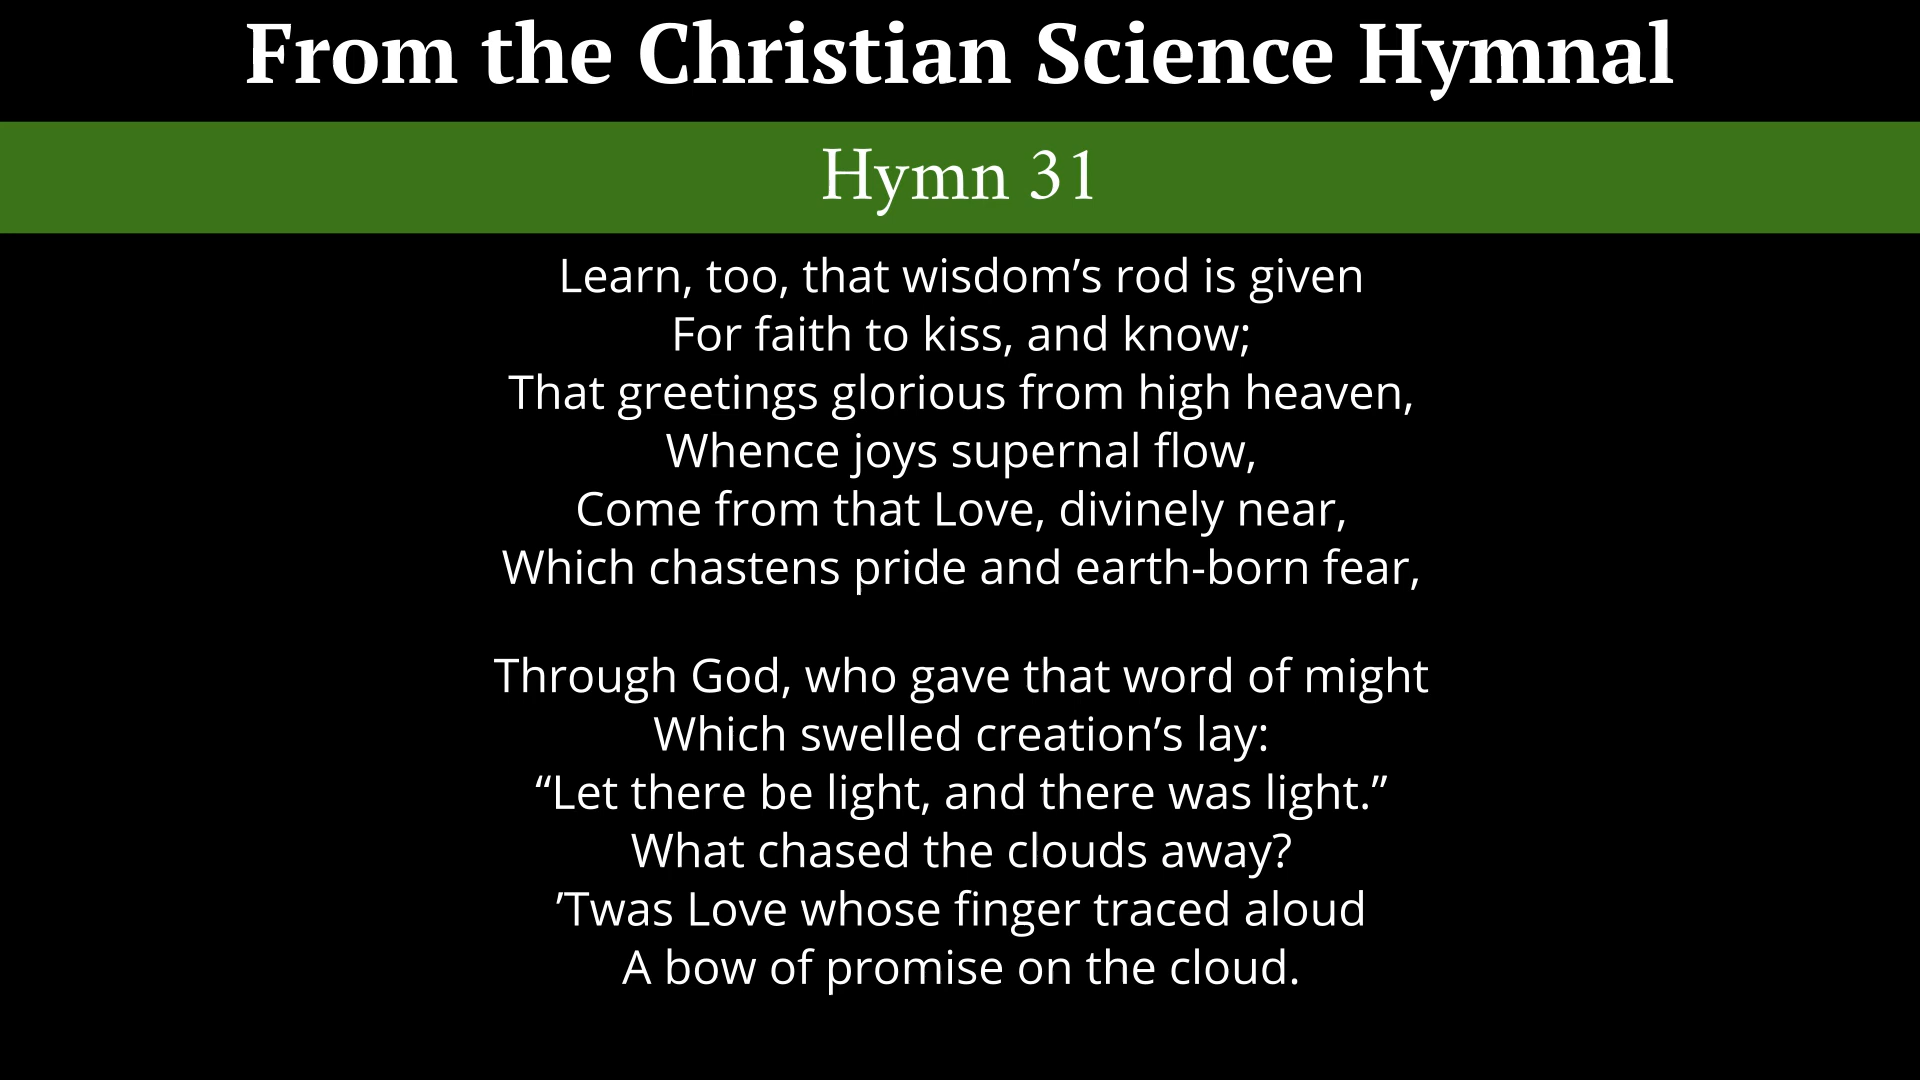 From the Christian Science Hymnal
Hymn 31
Learn, too, that wisdom’s rod is given
For faith to kiss, and know;
That greetings glorious from high heaven,
Whence joys supernal flow,
Come from that Love, divinely near,
Which chastens pride and earth-born fear,
Through God, who gave that word of might
Which swelled creation’s lay:
“Let there be light, and there was light.”
What chased the clouds away?
’Twas Love whose finger traced aloud
A bow of promise on the cloud.